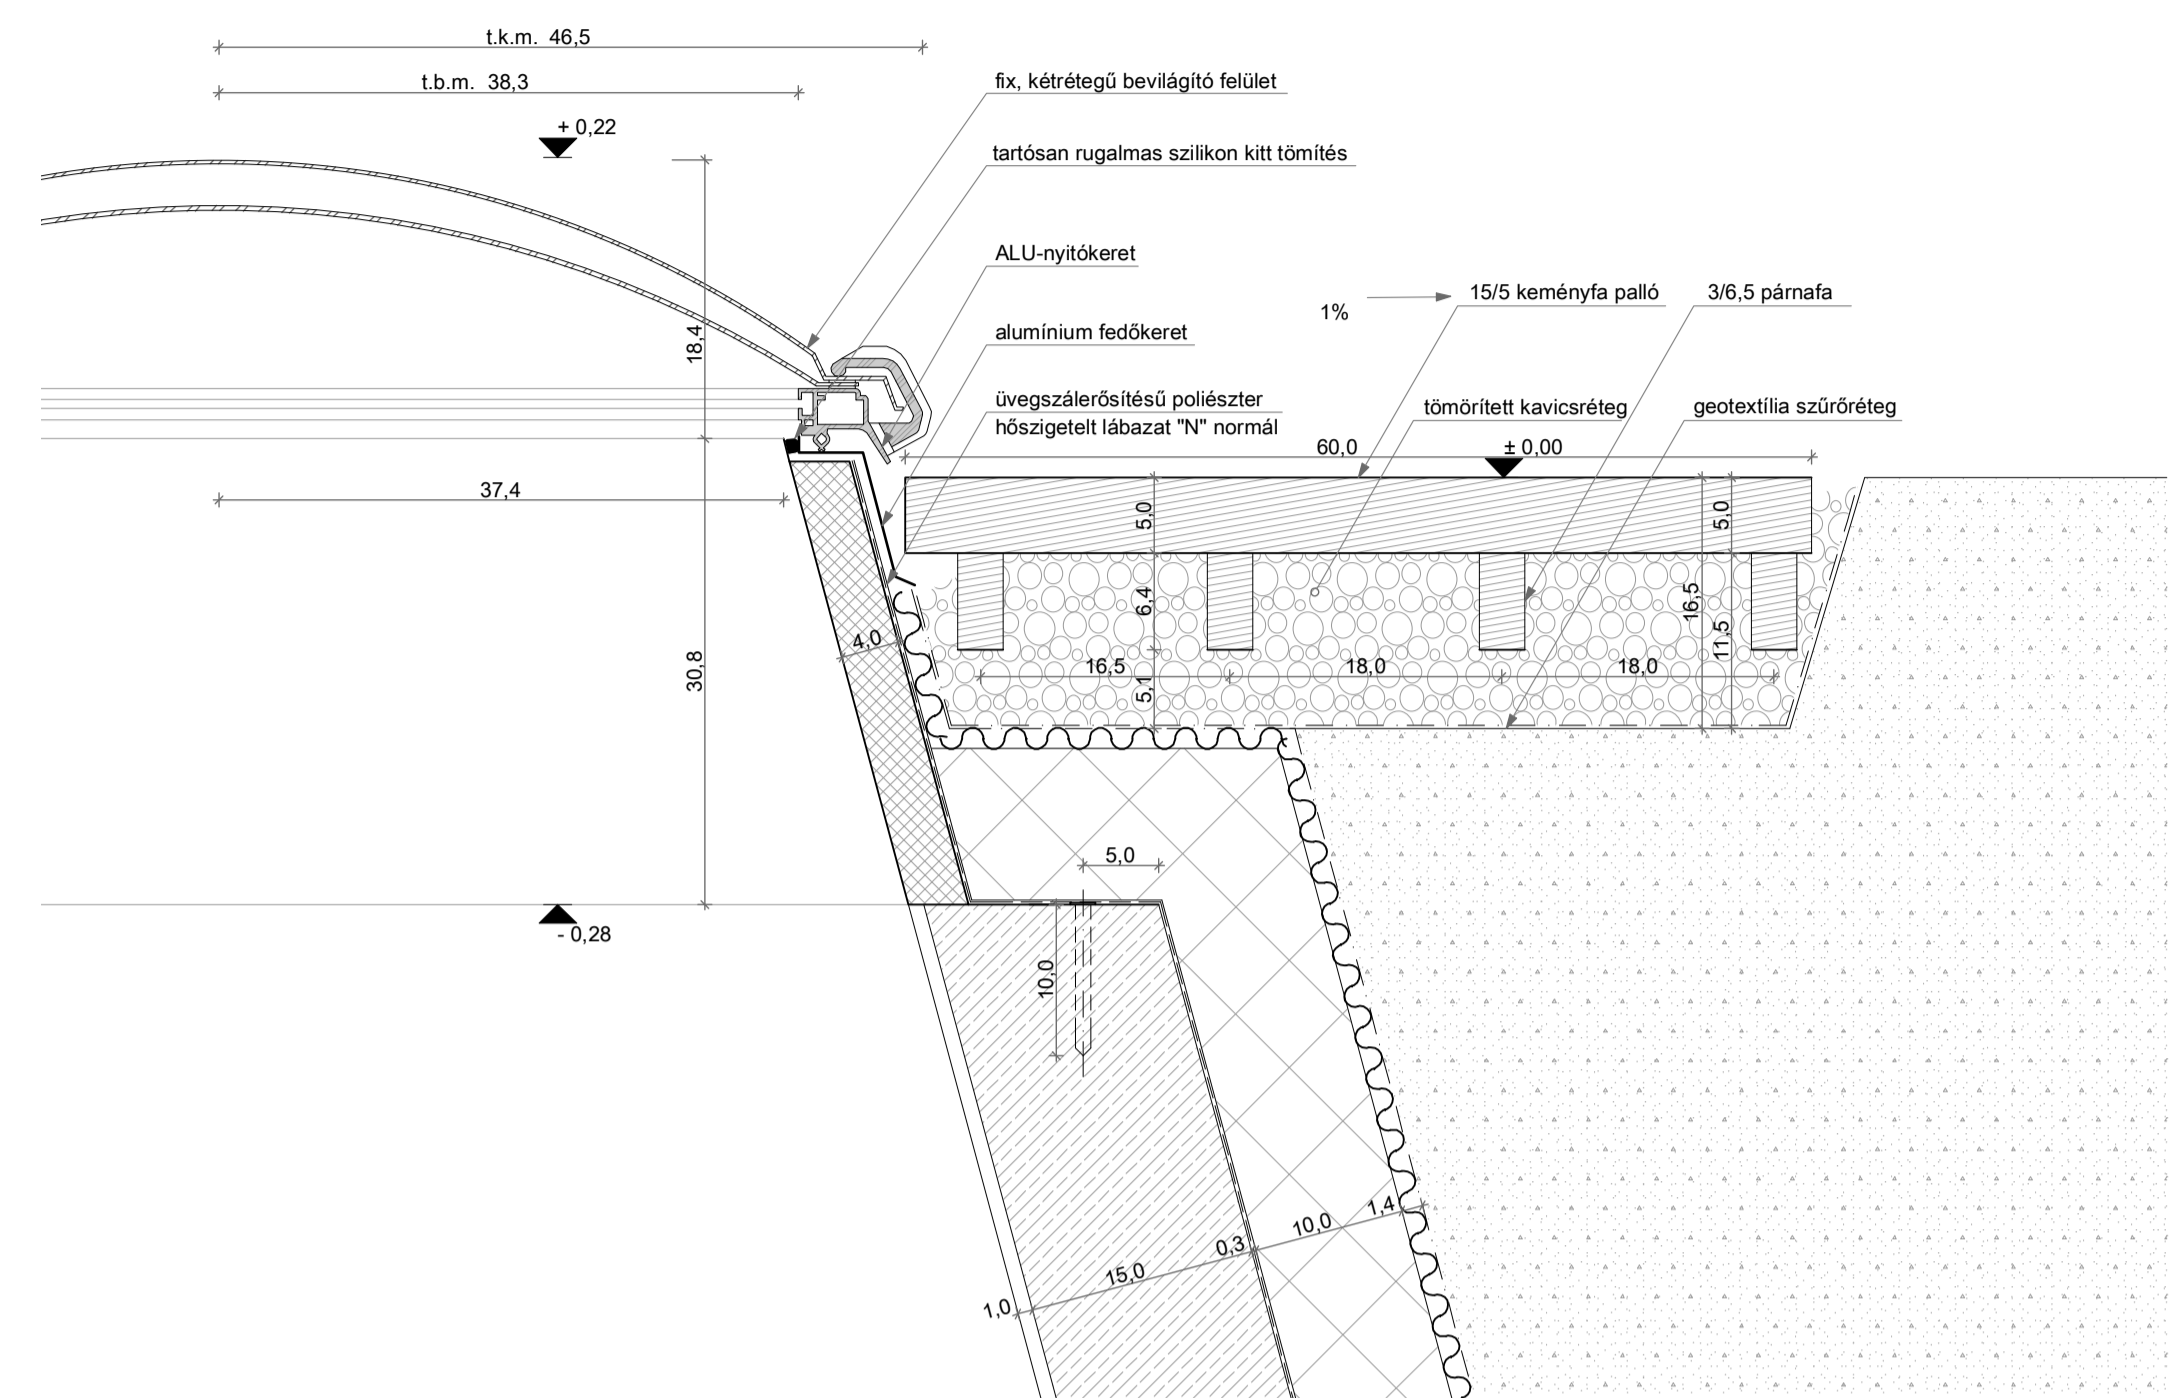 t.k.m. 46,5
t.b.m. 38,3
fix, kétrétegű bevilágító felület
+ 0,22
tartósan rugalmas szilikon kitt tömítés
ALU-nyitókeret
1%
15/5 keményfa palló
3/6,5 párnafa
18,4
alumínium fedőkeret
üvegszálerősítésű poliészter
hőszigetelt lábazat "N" normál
tömörített kavicsréteg
geotextília szűrőréteg
60,0
± 0,00
37,4
5,0
5,0
6,4
16,5
11,5
4,0
30,8
16,5
18,0
18,0
5,1
5,0
- 0,28
10,0
1,4
10,0
0,3
15,0
1,0